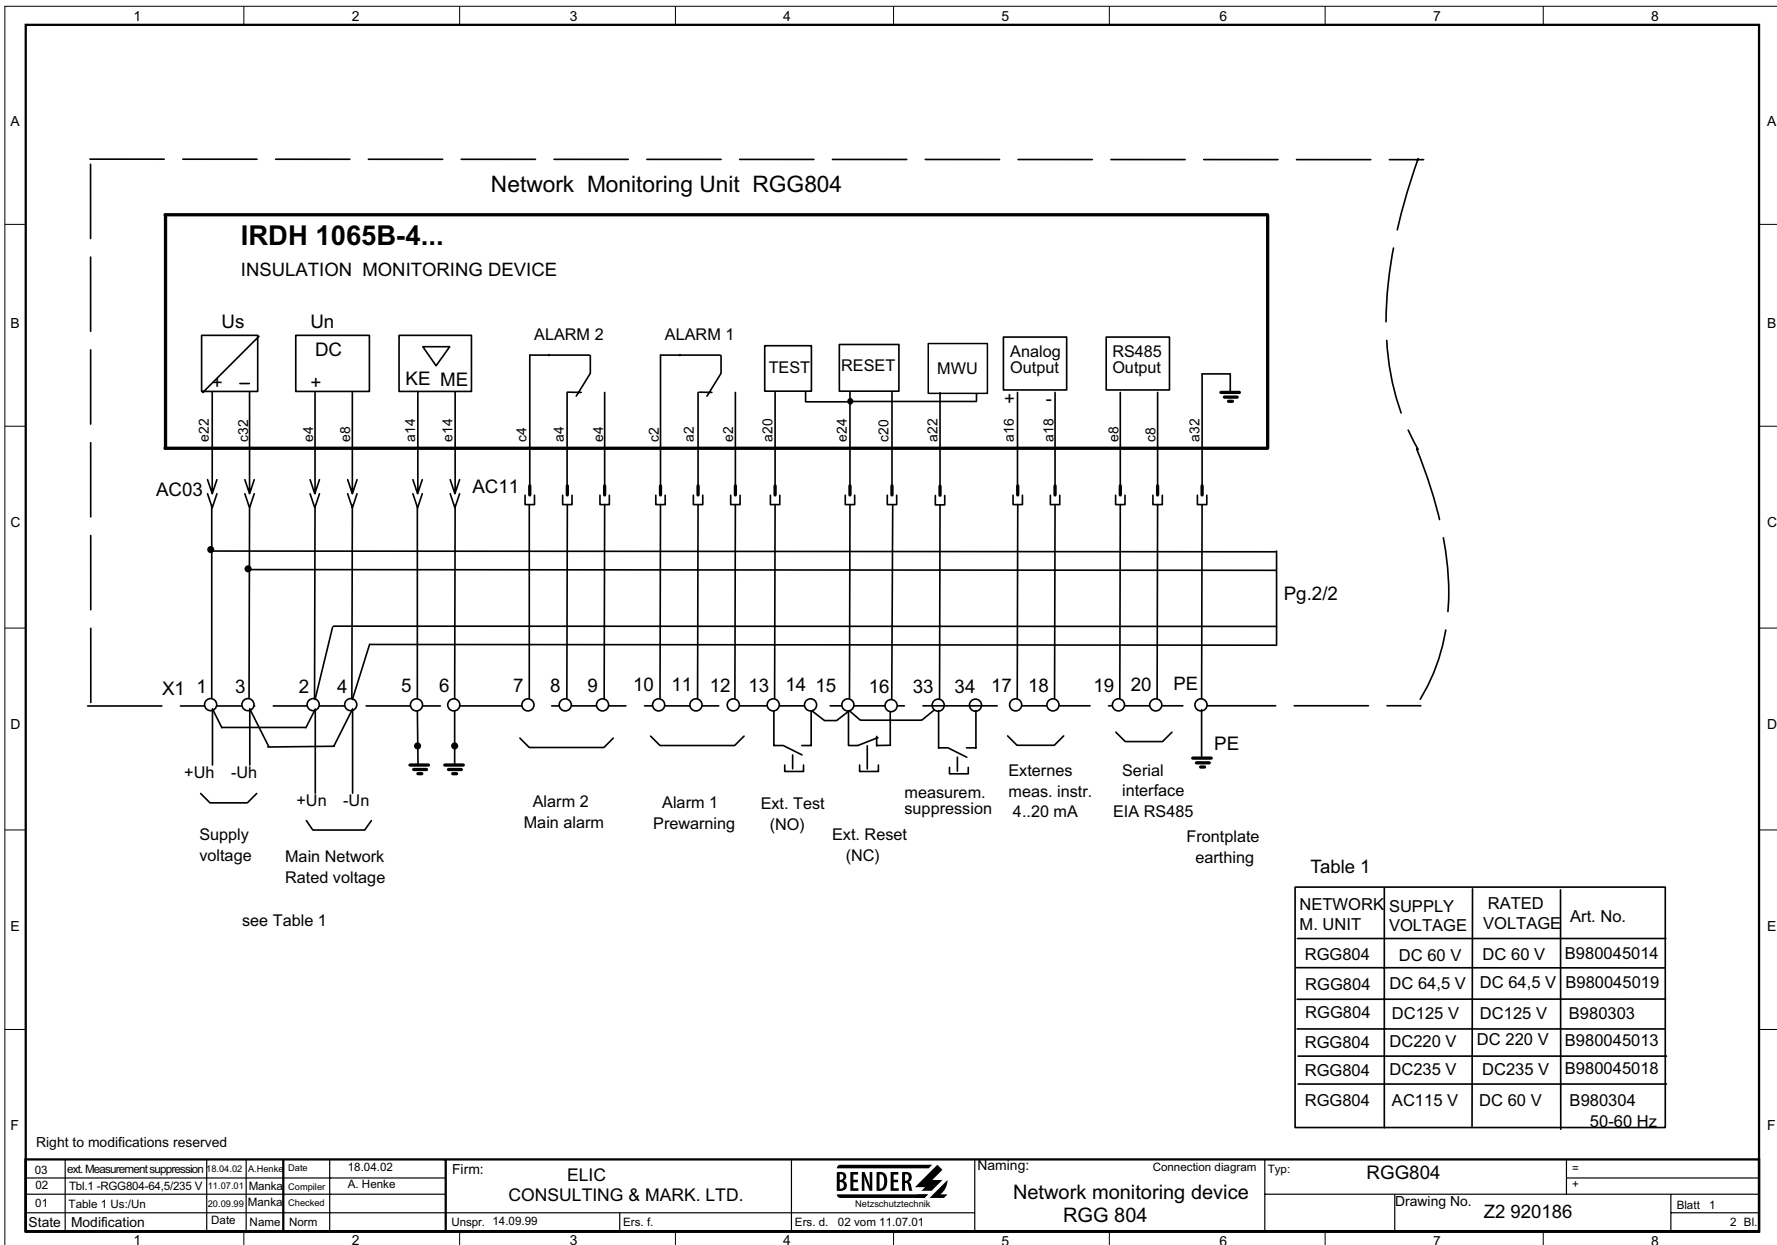 1 2 3 4 5 6 7 8
A A
B B
C C
D D
E E
F F
Network Monitoring Unit RGG804
IRDH 1065B-4...
INSULATION MONITORING DEVICE
Us Un ALARM 2 ALARM 1
DC KE ME TEST RESET MWU
Analog
Output
RS485
Output
+ – + + -
e22 c32 e4 e8 a14 e14 c4 a4 e4 c2 a2 e2 a20 e24 c20 a22 a16 a18 e8 c8 a32
AC03 AC11
Pg.2/2
X1 1 3 2 4 5 6 7 8 9 10 11 12 13 14 15 16 33 34 17 18 19 20 PE
PE
+Uh -Uh
+Un -Un
Supply
voltage
Main Network
Rated voltage
see Table 1
Alarm 2
Main alarm
Alarm 1
Prewarning
Ext. Test
(NO)
Ext. Reset
(NC)
measurem.
suppression
Externes
meas. instr.
4..20 mA
Serial
interface
EIA RS485
Frontplate
earthing
Table 1
NETWORK M. UNIT SUPPLY VOLTAGE RATED VOLTAGE Art. No.
RGG804 DC 60 V DC 60 V B980045014
RGG804 DC 64,5 V DC 64,5 V B980045019
RGG804 DC125 V DC125 V B980303
RGG804 DC220 V DC 220 V B980045013
RGG804 DC235 V DC235 V B980045018
RGG804 AC115 V DC 60 V B980304
50-60 Hz
Right to modifications reserved
03 ext. Measurement suppression 18.04.02 A.Henke Date 18.04.02
02 Tbl.1 -RGG804-64,5/235 V 11.07.01 Manka Compiler A. Henke
01 Table 1 Us:/Un 20.09.99 Manka Checked
State Modification Date Name Norm
Firm: ELIC
CONSULTING & MARK. LTD.
Unspr. 14.09.99 Ers. f. Ers. d. 02 vom 11.07.01
BENDER
Netzschutztechnik
Naming: Connection diagram
Network monitoring device
RGG 804
Typ: RGG804
=
+
Drawing No. Z2 920186
Blatt 1
2 Bl.
1 2 3 4 5 6 7 8